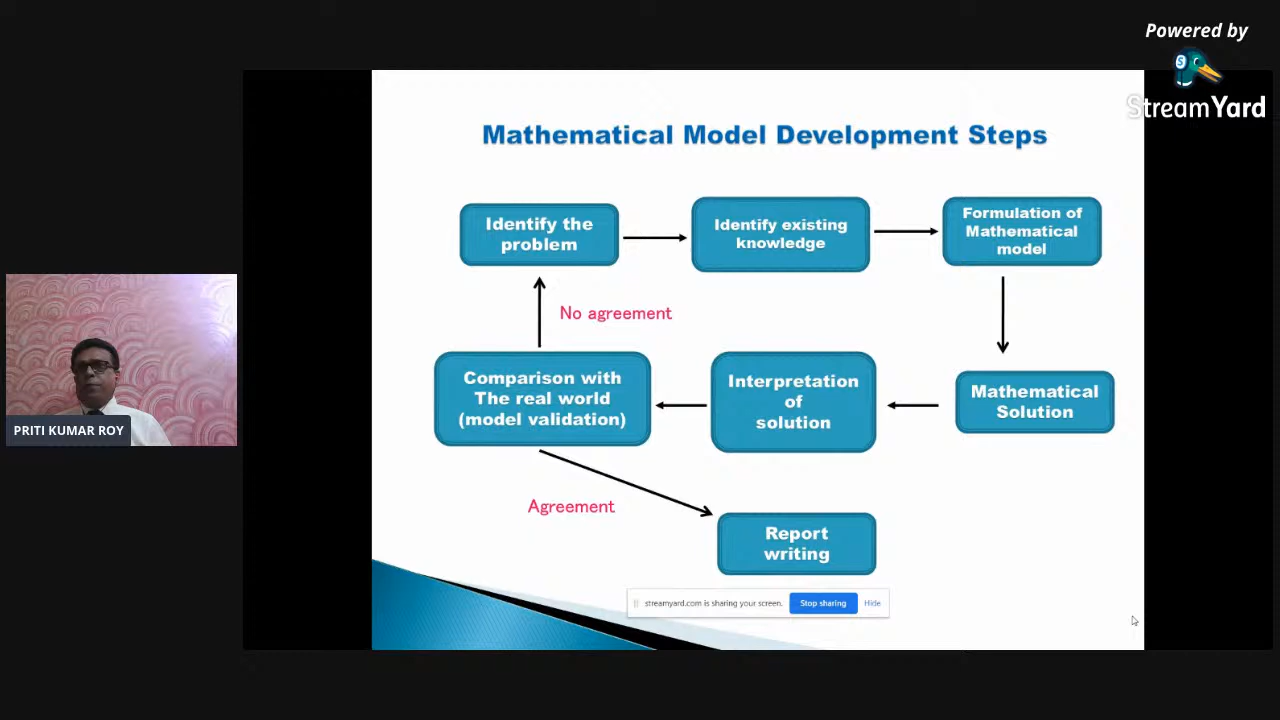 Powered by
StreamYard
Mathematical Model Development Steps
Identify the
problem
Identify existing
knowledge
Formulation of
Mathematical
model
No agreement
Comparison with
The real world
(model validation)
Interpretation
of
solution
Mathematical
Solution
PRITI KUMAR ROY
Agreement
Report
writing
streamyard.com is sharing your screen.
Stop sharing
Hide